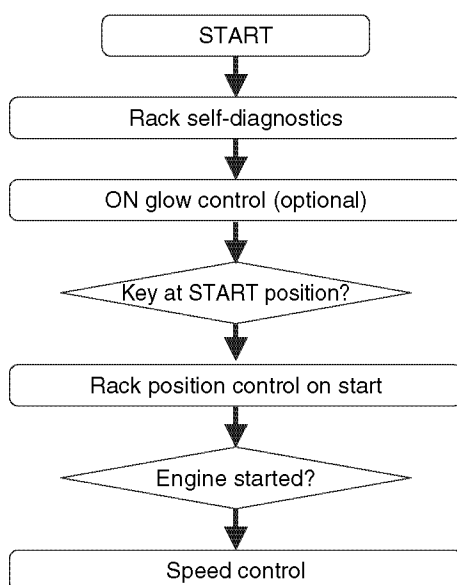 START
Rack self-diagnostics
ON glow control (optional)
Key at START position?
Rack position control on start
Engine started?
Speed control